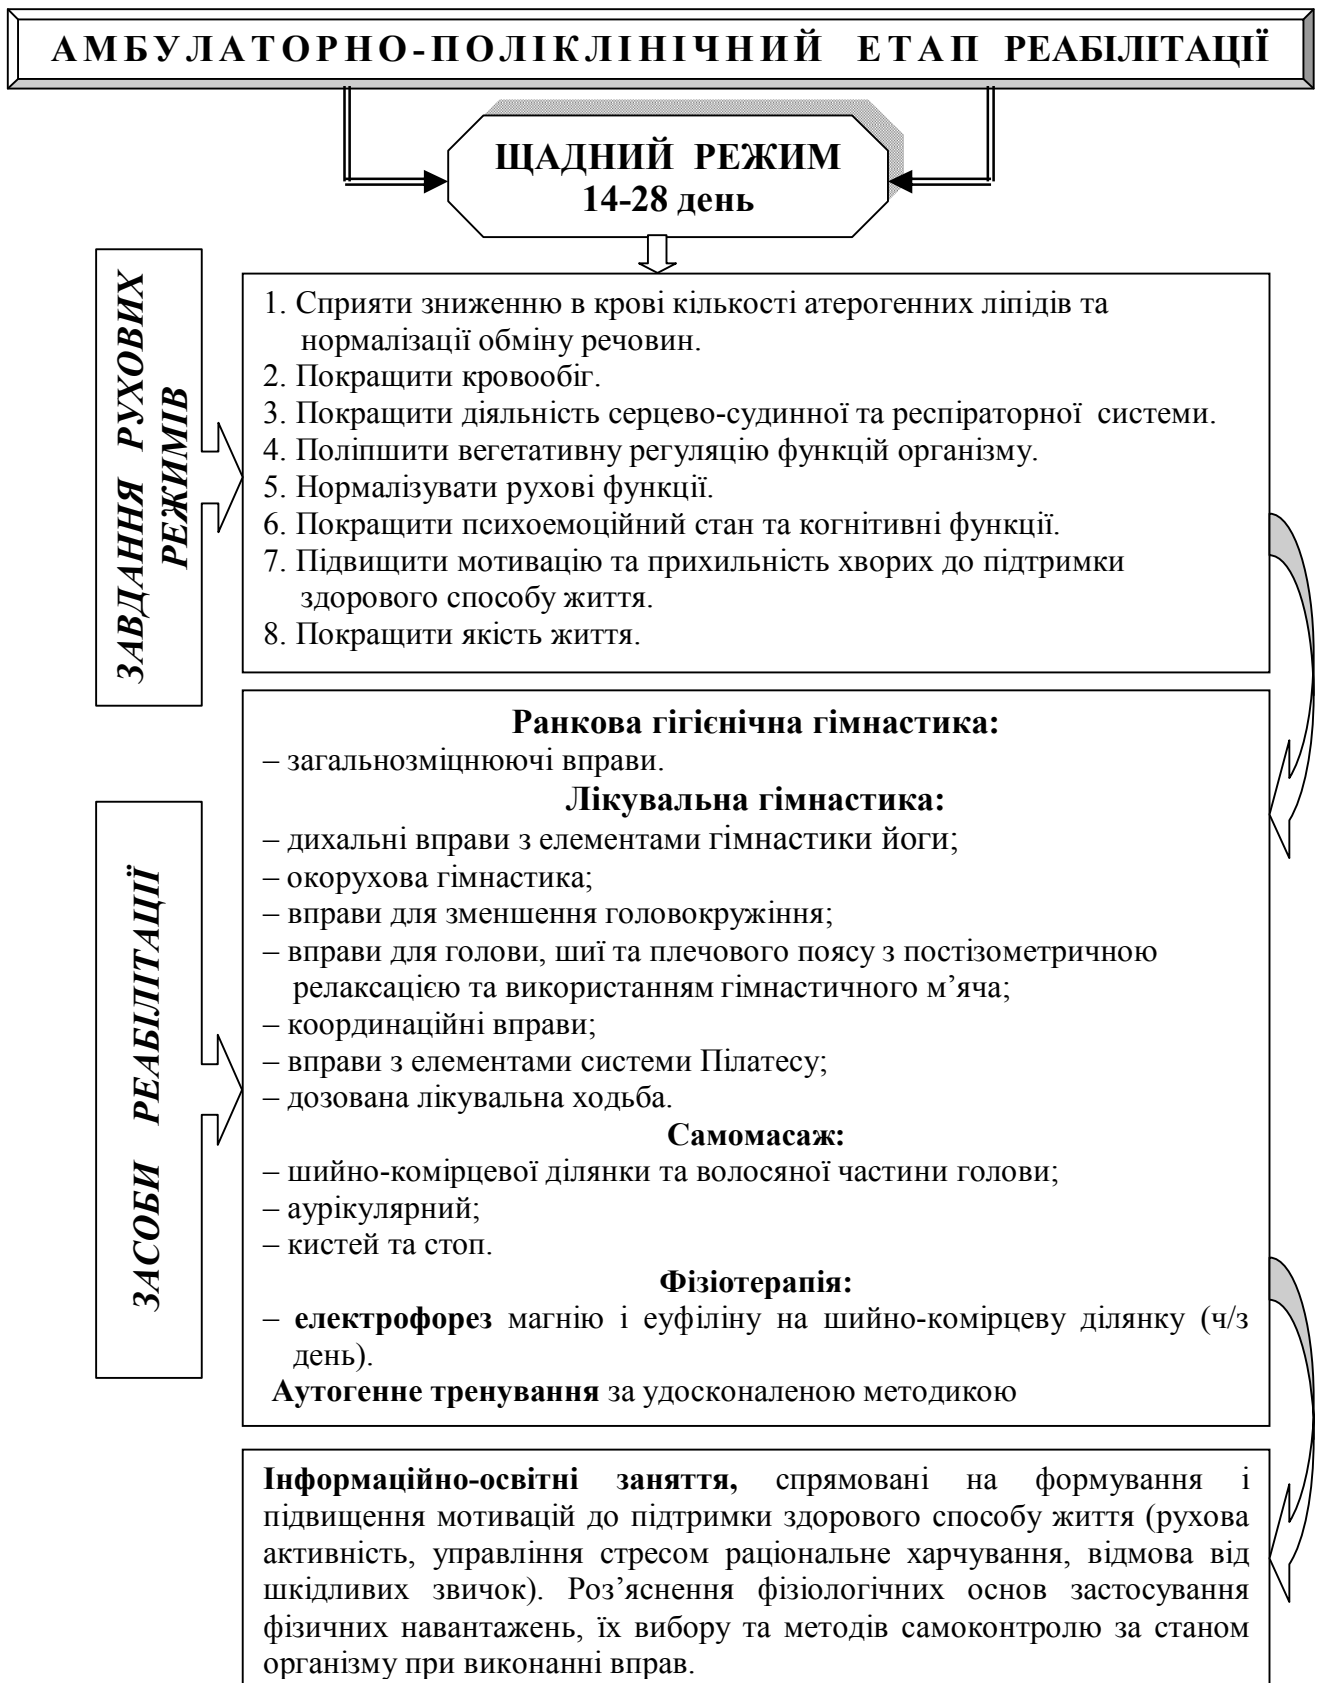 АМБУЛАТОРНО-ПОЛІКЛІНІЧНИЙ ЕТАП РЕАБІЛІТАЦІЇ
ЩАДНИЙ РЕЖИМ
14-28 день
ЗАВДАННЯ РУХОВИХ
РЕЖИМІВ
1. Сприяти зниженню в крові кількості атерогенних ліпідів та
нормалізації обміну речовин.
2. Покращити кровообіг.
3. Покращити діяльність серцево-судинної та респіраторної системи.
4. Поліпшити вегетативну регуляцію функцій організму.
5. Нормалізувати рухові функції.
6. Покращити психоемоційний стан та когнітивні функції.
7. Підвищити мотивацію та прихильність хворих до підтримки
здорового способу життя.
8. Покращити якість життя.
ЗАСОБИ РЕАБІЛІТАЦІЇ
Ранкова гігієнічна гімнастика:
– загальнозміцнюючі вправи.
Лікувальна гімнастика:
– дихальні вправи з елементами гімнастики йоги;
– окорухова гімнастика;
– вправи для зменшення головокружіння;
– вправи для голови, шиї та плечового поясу з постізометричною
релаксацією та використанням гімнастичного м’яча;
– координаційні вправи;
– вправи з елементами системи Пілатесу;
– дозована лікувальна ходьба.
Самомасаж:
– шийно-комірцевої ділянки та волосяної частини голови;
– аурікулярний;
– кистей та стоп.
Фізіотерапія:
– електрофорез магнію і еуфіліну на шийно-комірцеву ділянку (ч/з
день).
Аутогенне тренування за удосконаленою методикою
Інформаційно-освітні заняття, спрямовані на формування і
підвищення мотивацій до підтримки здорового способу життя (рухова
активність, управління стресом раціональне харчування, відмова від
шкідливих звичок). Роз’яснення фізіологічних основ застосування
фізичних навантажень, їх вибору та методів самоконтролю за станом
організму при виконанні вправ.